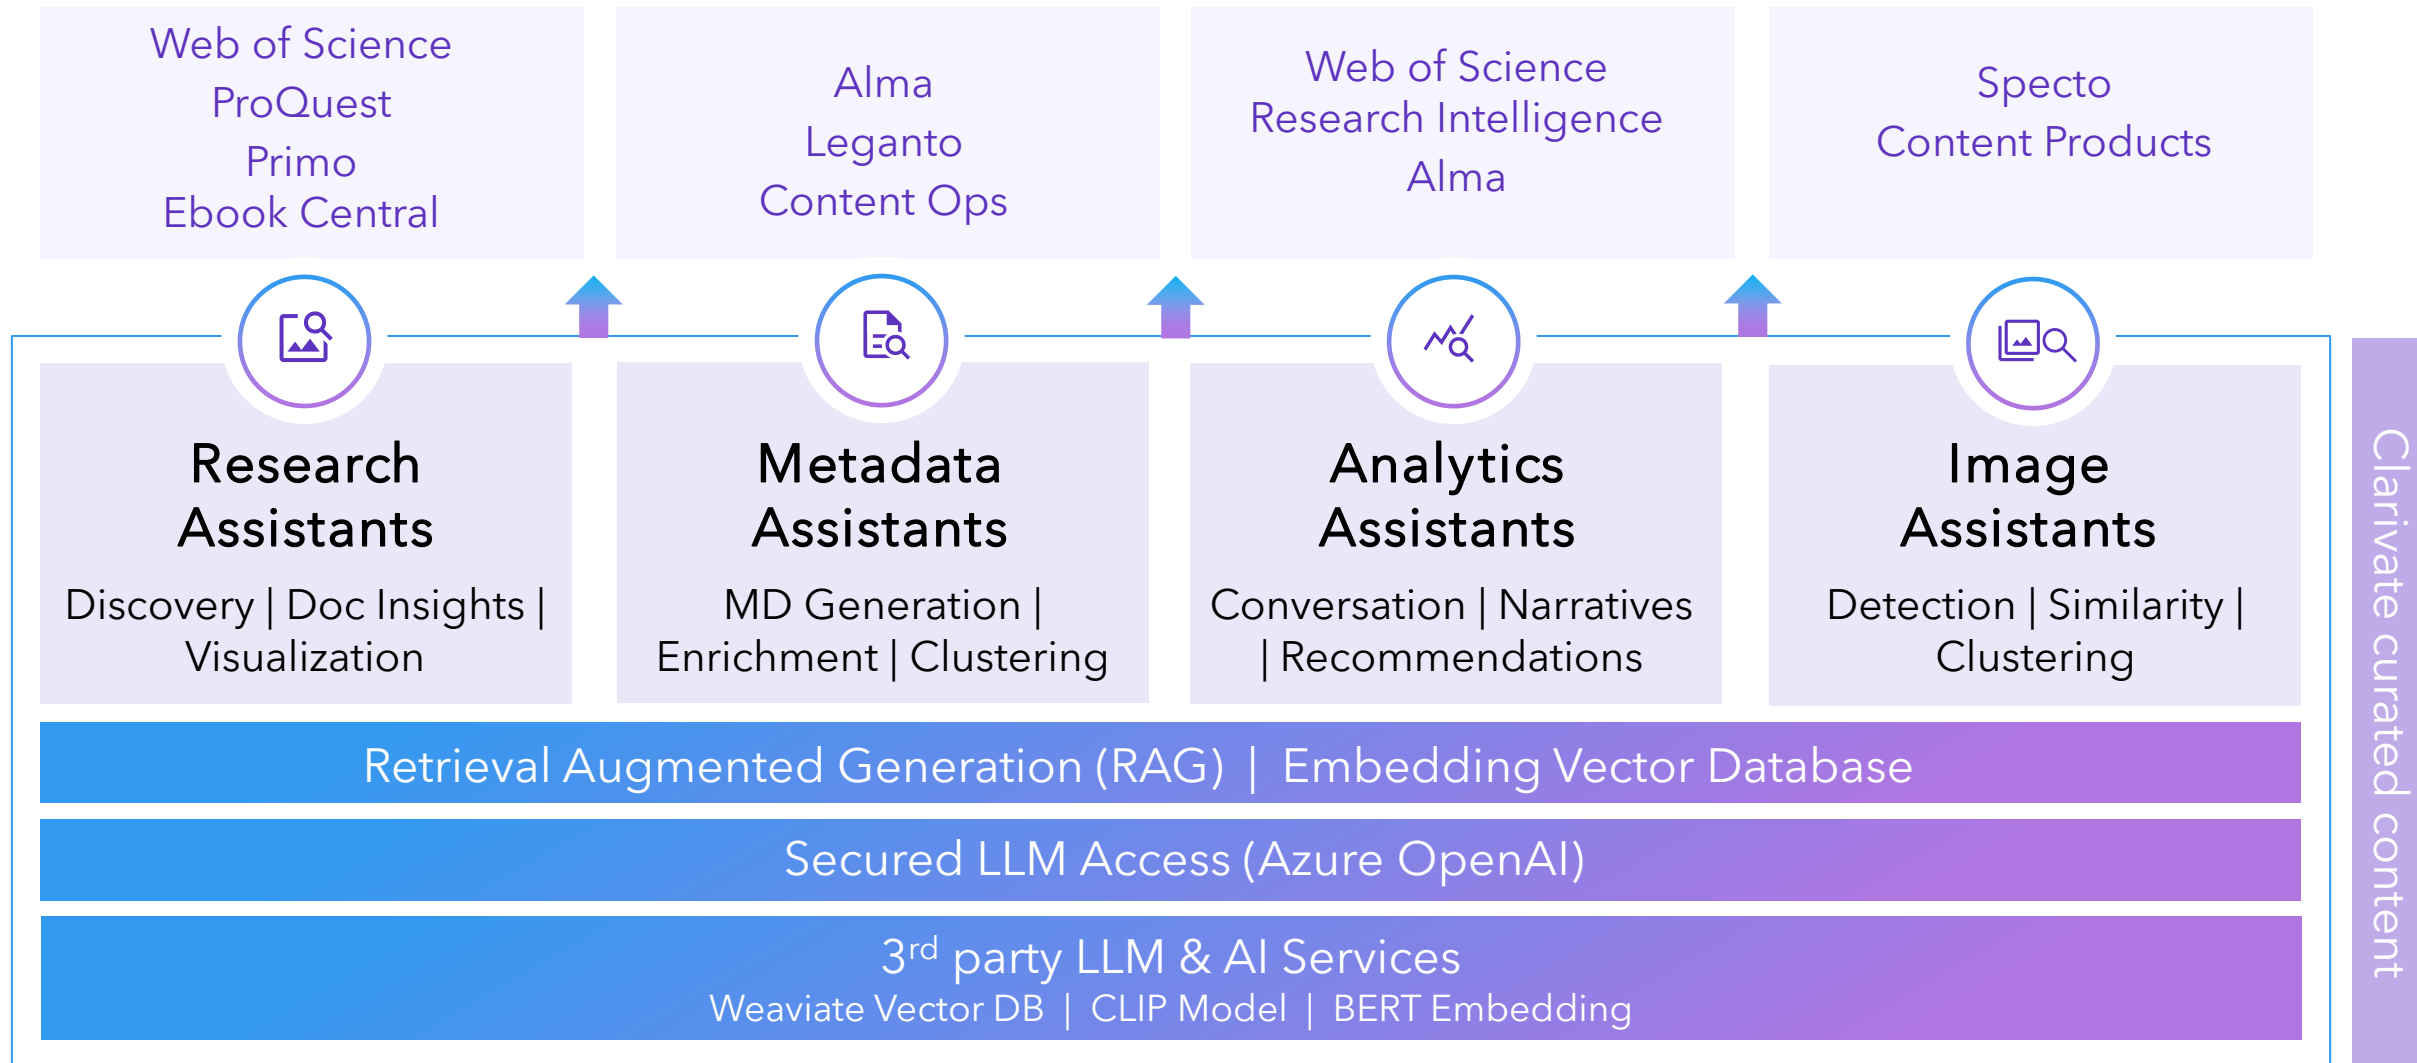 Web of Science
ProQuest
Primo
Ebook Central
Alma
Leganto
Content Ops
Web of Science
Research Intelligence
Alma
Specto
Content Products
Research
Assistants
Discovery | Doc Insights |
Visualization
Metadata
Assistants
MD Generation |
Enrichment | Clustering
Analytics
Assistants
Conversation | Narratives
| Recommendations
Image
Assistants
Detection | Similarity |
Clustering
Retrieval Augmented Generation (RAG) | Embedding Vector Database
Secured LLM Access (Azure OpenAI)
3rd party LLM & AI Services
Weaviate Vector DB | CLIP Model | BERT Embedding
Clarivate curated content